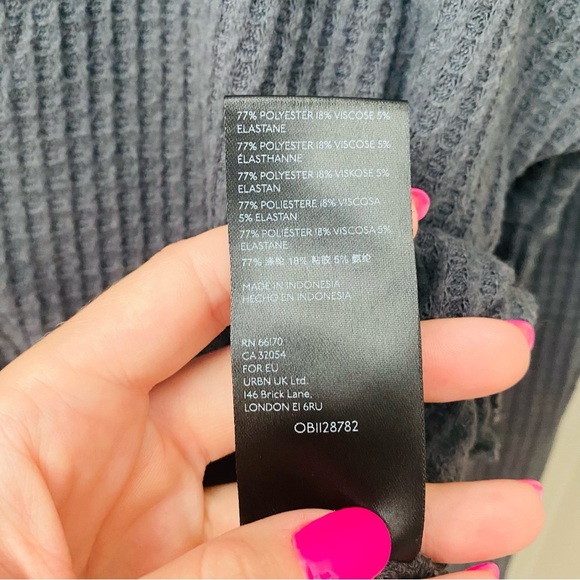 77% POLYESTER 18% VISCOSE 5%
ELASTANE
77% POLYESTER 18% VISCOSE 5%
ÉLASTHANNE
77% POLYESTER 18% VISKOSE 5%
ELASTAN
77% POLIESTERE 18% VISCOSA
5% ELASTAN
77% POLIÉSTER 18% VISCOSA 5%
ELASTANE
77% 涤纶 18% 粘胶 5% 氨纶
MADE IN INDONESIA
HECHO EN INDONESIA
RN 66170
CA 32054
FOR EU
URBN UK Ltd.
146 Brick Lane,
LONDON E1 6RU
OB1128782